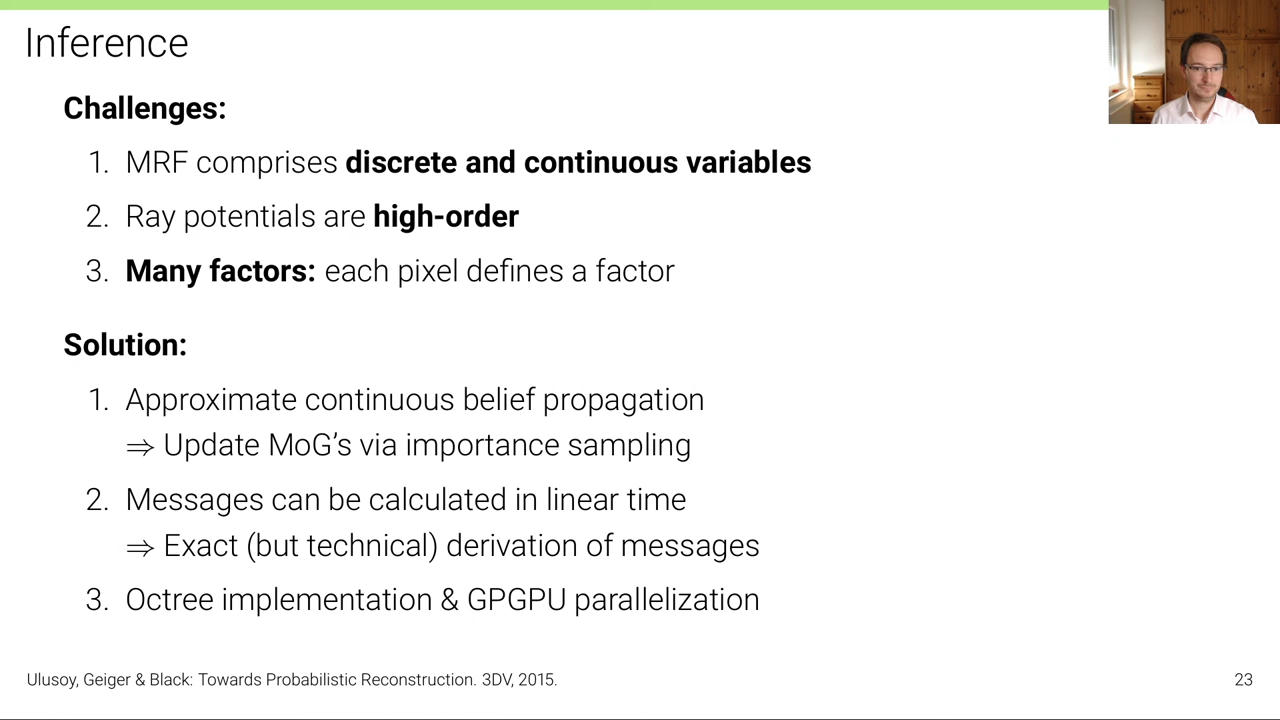 Inference
Challenges:
1. MRF comprises discrete and continuous variables
2. Ray potentials are high-order
3. Many factors: each pixel defines a factor
Solution:
1. Approximate continuous belief propagation
⇒ Update MoG’s via importance sampling
2. Messages can be calculated in linear time
⇒ Exact (but technical) derivation of messages
3. Octree implementation & GPGPU parallelization
Ulusoy, Geiger & Black: Towards Probabilistic Reconstruction. 3DV, 2015.
23